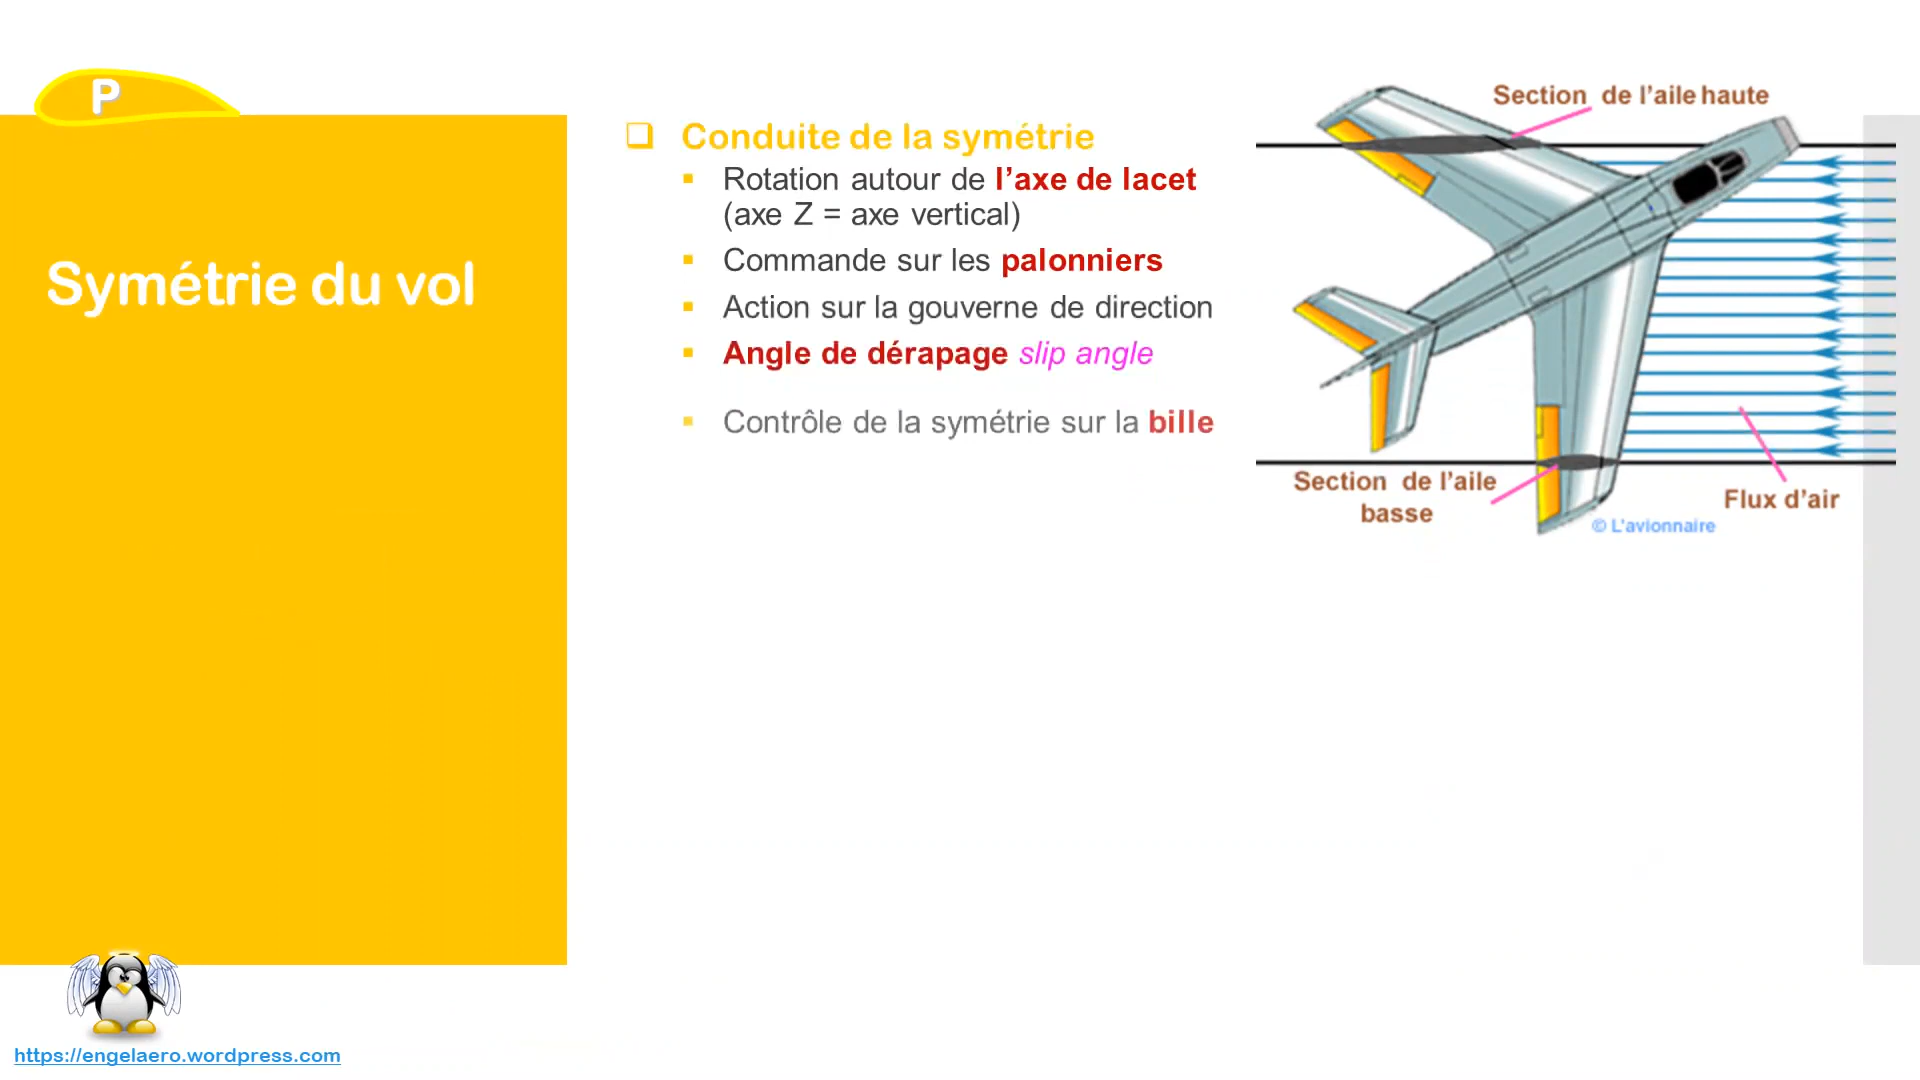 P
Symétrie du vol
Conduite de la symétrie
Rotation autour de l’axe de lacet
(axe Z = axe vertical)
Commande sur les palonniers
Action sur la gouverne de direction
Angle de dérapage slip angle
Contrôle de la symétrie sur la bille
Section de l’aile haute
Section de l’aile
basse
Flux d’air
© L’avionnaire
https://engelaero.wordpress.com